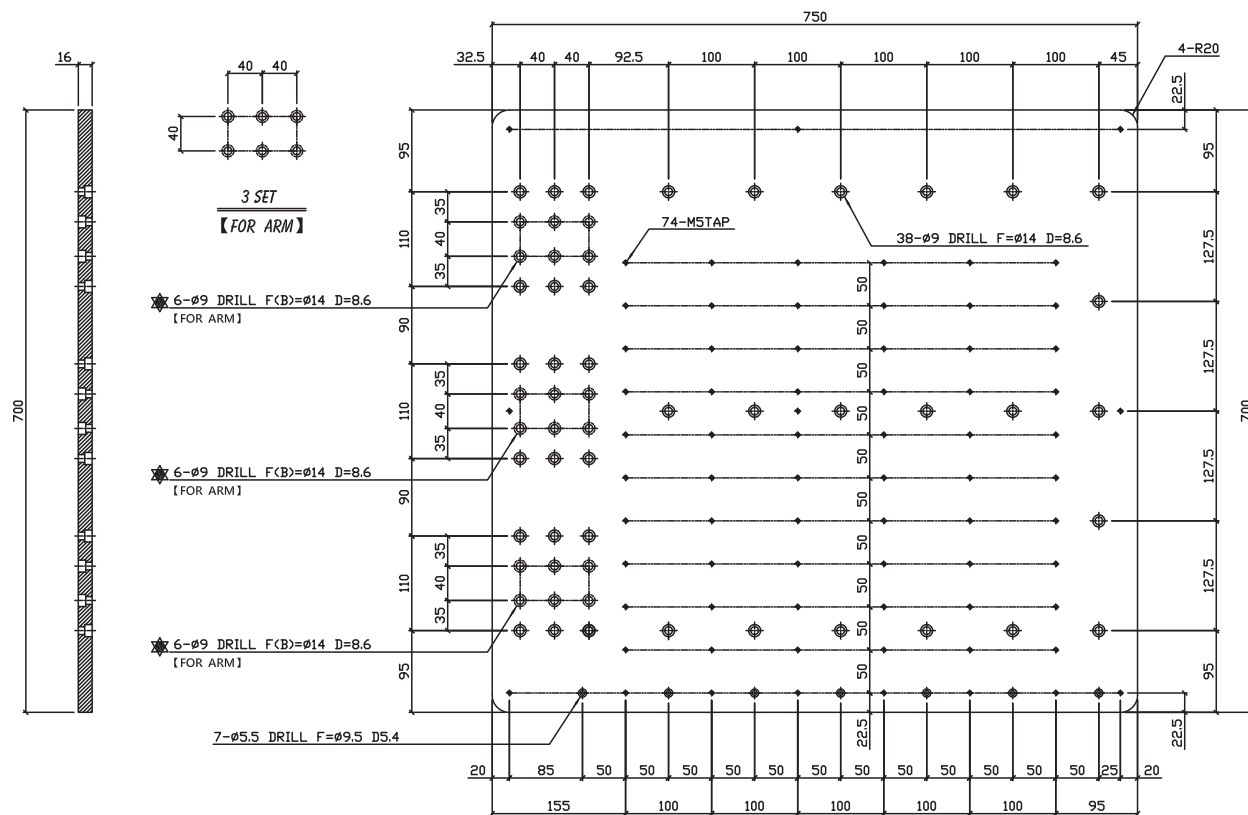 750
32.5 40 40 92.5 100 100 100 100 100 45
4-R20
22.5
16
40 40
40
3 SET
【FOR ARM】
700
95
110
90
110
90
110
95
35
40
35
35
40
35
35
40
35
74-M5TAP
38-Ø9 DRILL F=Ø14 D=8.6
6-Ø9 DRILL F(B)=Ø14 D=8.6
[FOR ARM]
6-Ø9 DRILL F(B)=Ø14 D=8.6
[FOR ARM]
6-Ø9 DRILL F(B)=Ø14 D=8.6
[FOR ARM]
50
50
50
50
50
50
50
50
50
50
22.5
95
127.5
127.5
127.5
127.5
95
700
22.5
7-Ø5.5 DRILL F=Ø9.5 D5.4
20 85 50 50 50 50 50 50 50 50 50 50 50 25 20
155 100 100 100 100 100 95